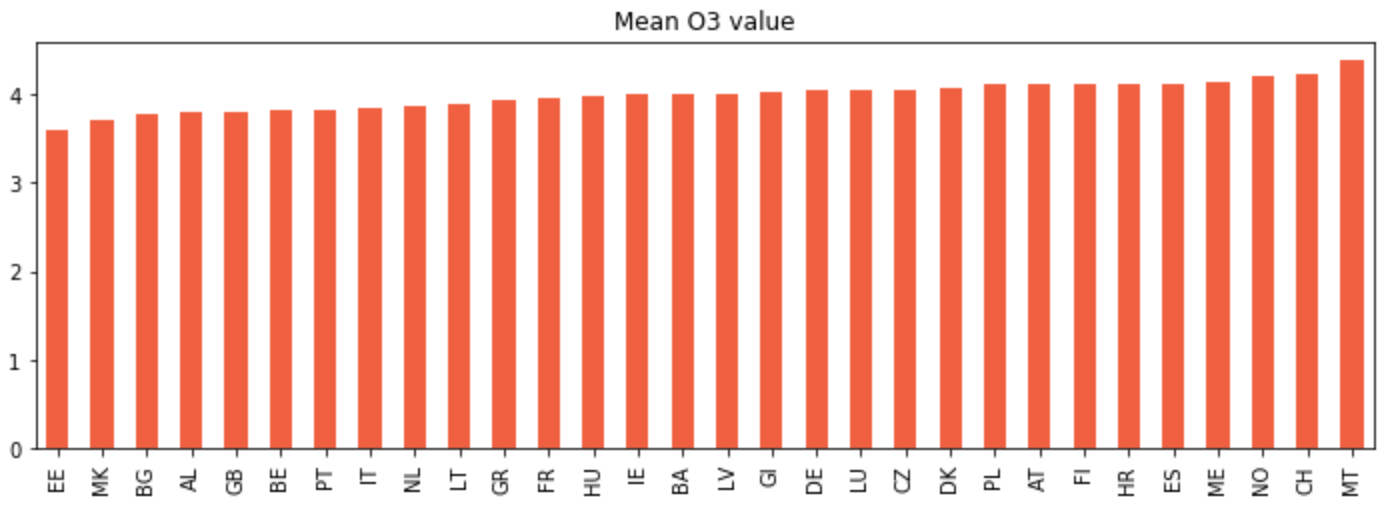 Mean O3 value
4
3
2
1
0
EE MK BG AL GB BE PT IT NL LT GR FR HU IE BA LV GI DE LU CZ DK PL AT FI HR ES ME NO CH MT